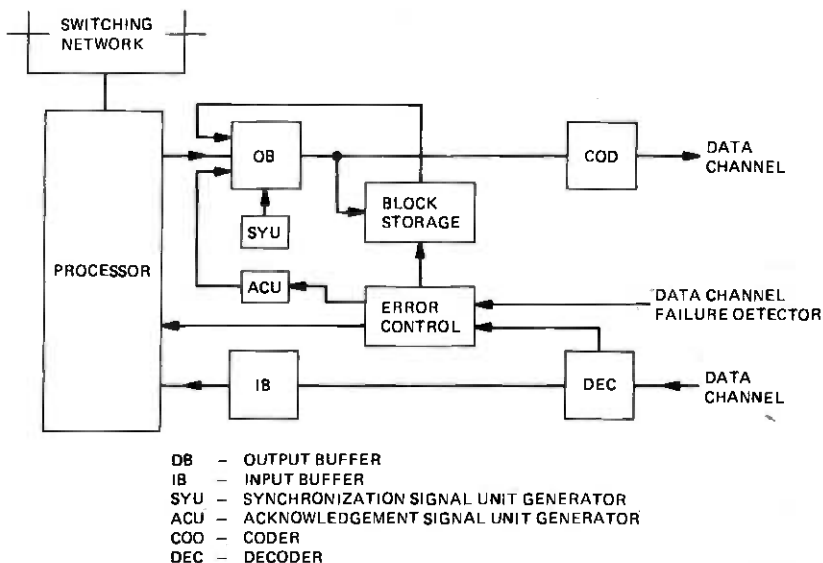 SWITCHING
NETWORK
PROCESSOR
OB
SYU
ACU
BLOCK
STORAGE
ERROR
CONTROL
COD
DATA
CHANNEL
DATA CHANNEL
FAILURE DETECTOR
IB
DEC
DATA
CHANNEL
OB – OUTPUT BUFFER
IB – INPUT BUFFER
SYU – SYNCHRONIZATION SIGNAL UNIT GENERATOR
ACU – ACKNOWLEDGEMENT SIGNAL UNIT GENERATOR
COD – CODER
DEC – DECODER